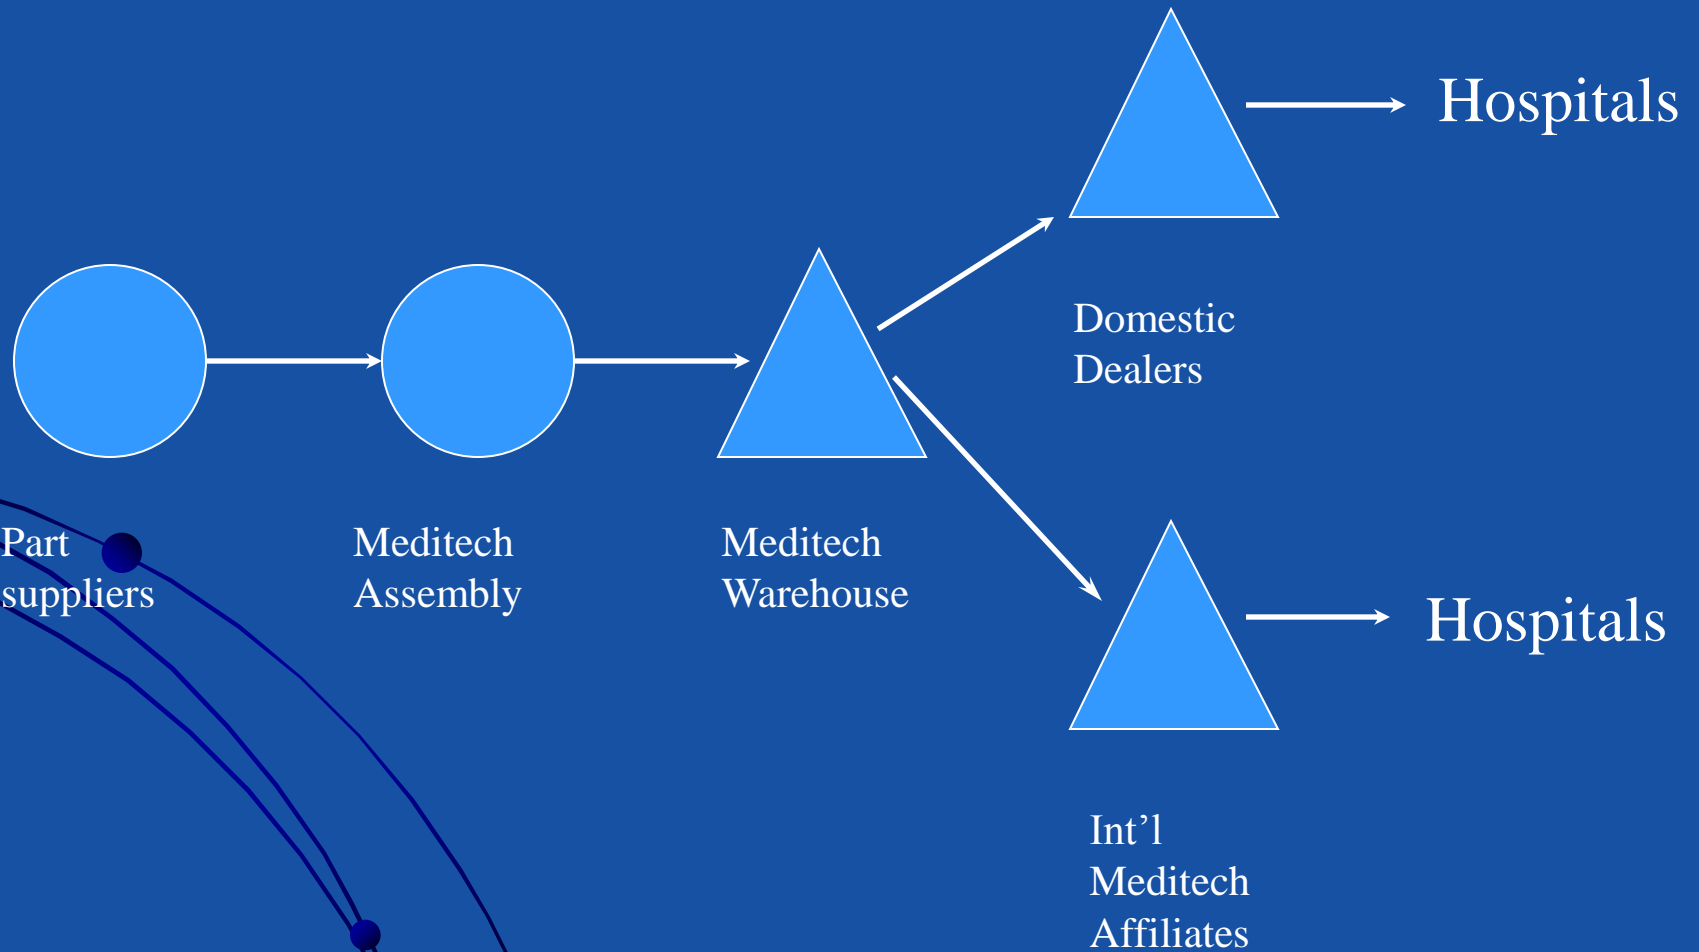 Hospitals
Domestic
Dealers
Part
suppliers
Meditech
Assembly
Meditech
Warehouse
Hospitals
Int’l
Meditech
Affiliates